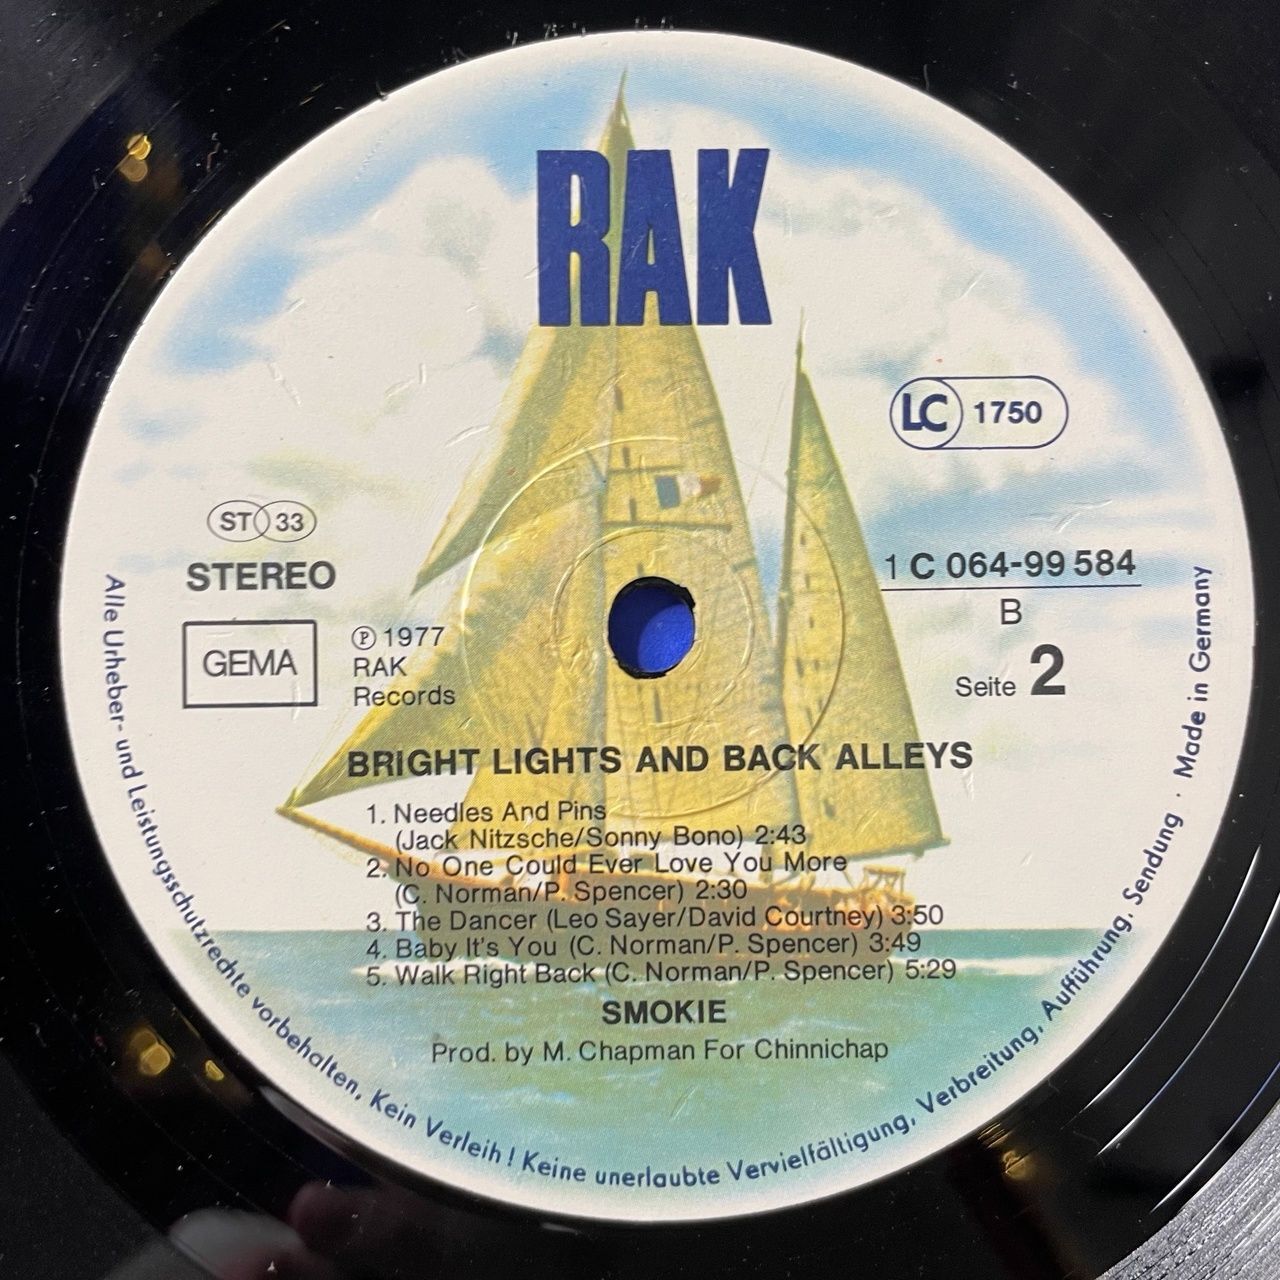 RAK
LC 1750
ST 33
STEREO
GEMA
℗ 1977
RAK
Records
1 C 064-99 584
B
Seite 2
BRIGHT LIGHTS AND BACK ALLEYS
1. Needles And Pins
(Jack Nitzsche/Sonny Bono) 2:43
2. No One Could Ever Love You More
(C. Norman/P. Spencer) 2:30
3. The Dancer (Leo Sayer/David Courtney) 3:50
4. Baby It's You (C. Norman/P. Spencer) 3:49
5. Walk Right Back (C. Norman/P. Spencer) 5:29
SMOKIE
Prod. by M. Chapman For Chinnichap
Alle Urheber- und Leistungsschutzrechte vorbehalten, Kein Verleih! Keine unerlaubte Vervielfältigung, Verbreitung, Aufführung, Sendung · Made in Germany